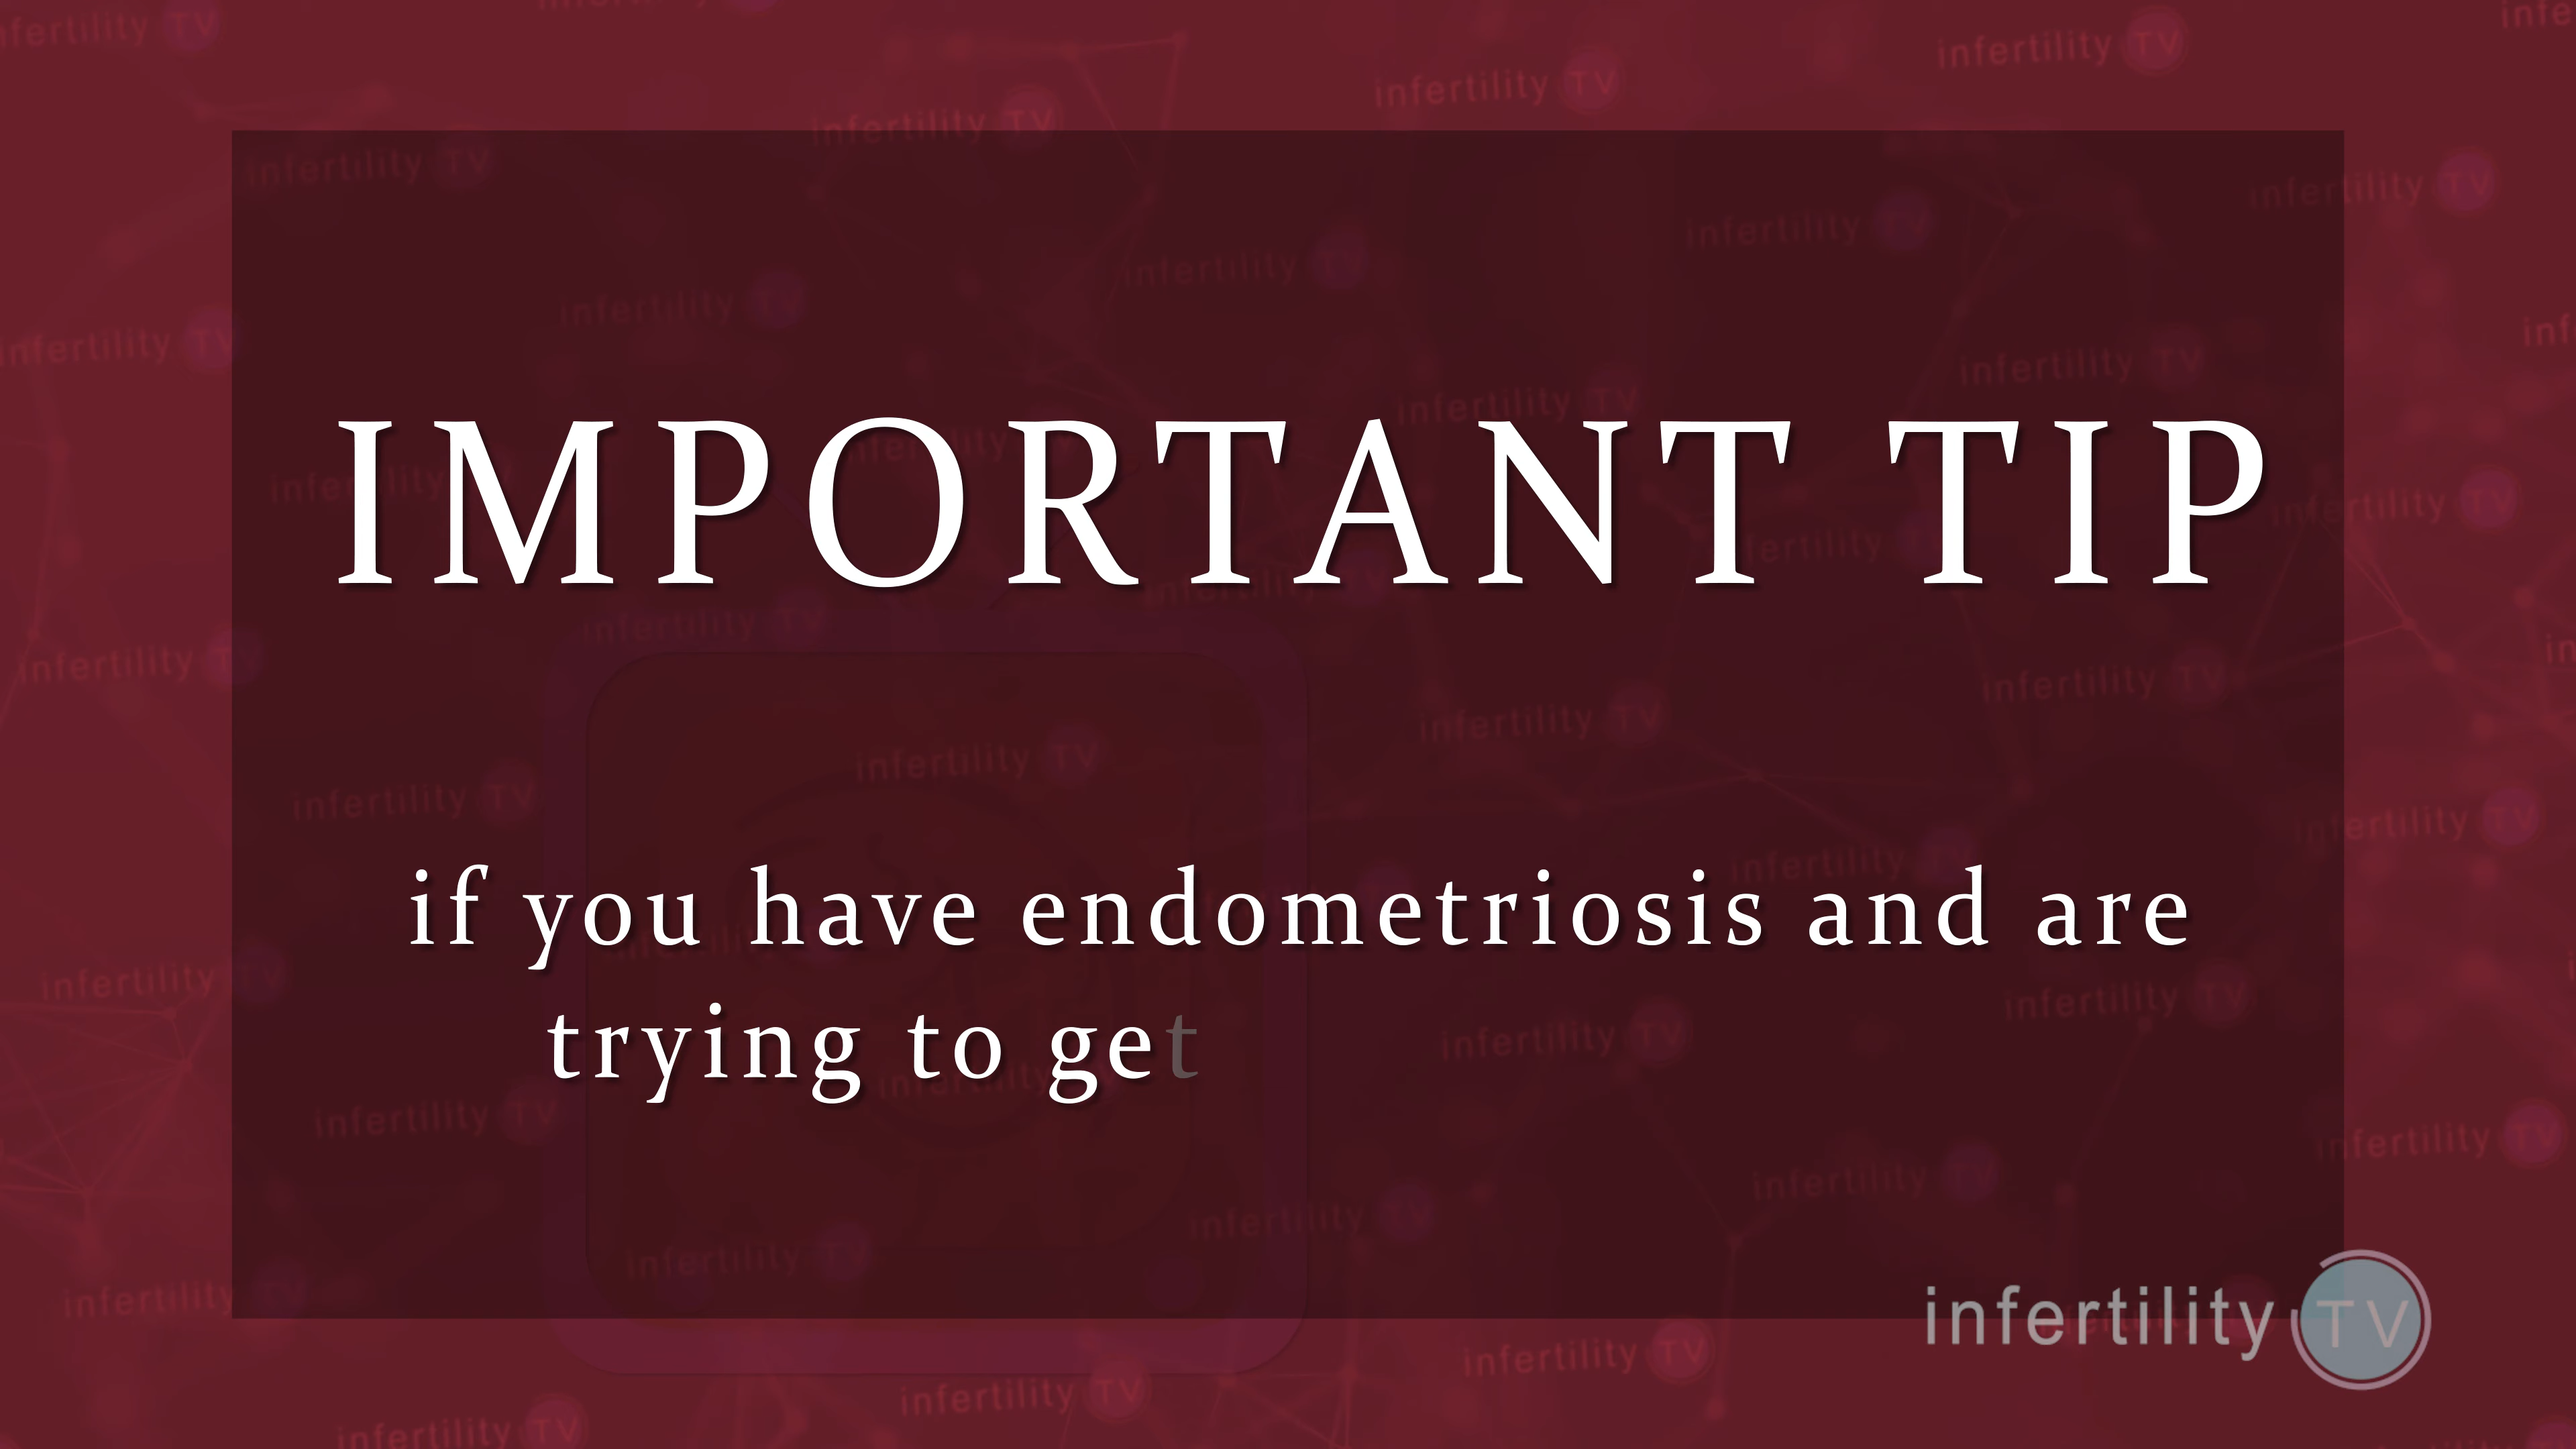 IMPORTANT TIP
if you have endometriosis and are
trying to get
infertility TV